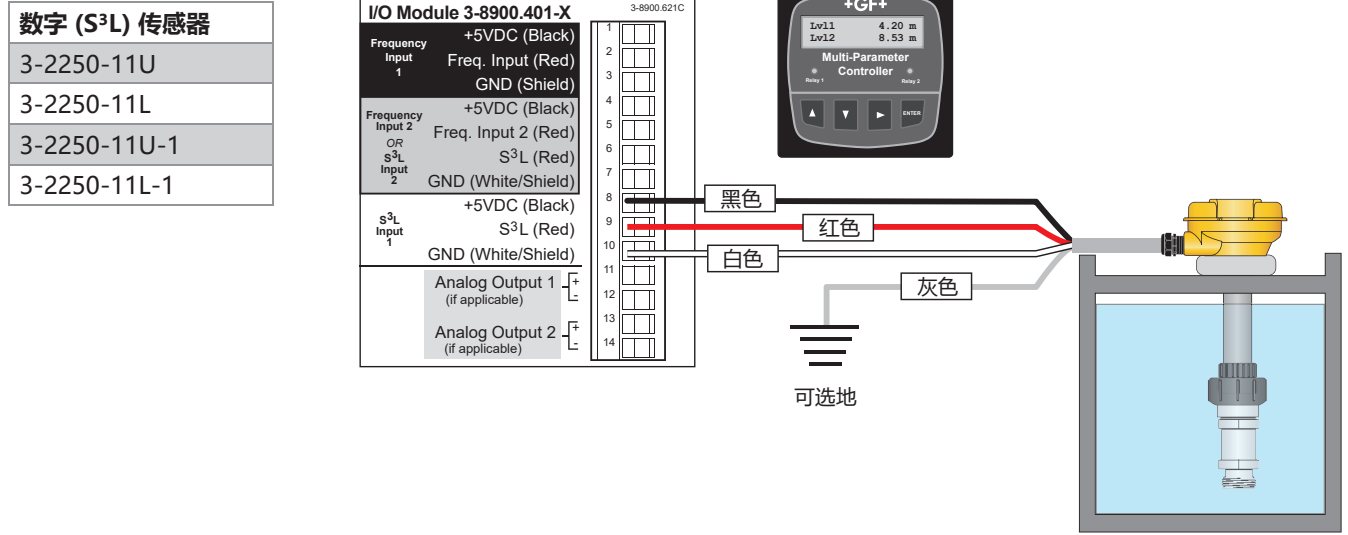 数字 (S³L) 传感器
3-2250-11U
3-2250-11L
3-2250-11U-1
3-2250-11L-1
I/O Module 3-8900.401-X
3-8900.621C
Frequency
Input
1
+5VDC (Black)
Freq. Input (Red)
GND (Shield)
Frequency
Input 2
OR
S³L
Input
2
+5VDC (Black)
Freq. Input 2 (Red)
S³L (Red)
GND (White/Shield)
S³L
Input
1
+5VDC (Black)
S³L (Red)
GND (White/Shield)
Analog Output 1
(if applicable)
+
-
Analog Output 2
(if applicable)
+
-
1
2
3
4
5
6
7
8
9
10
11
12
13
14
+GF+
Lvl1 4.20 m
Lvl2 8.53 m
Multi-Parameter
Controller
Relay 1
Relay 2
ENTER
黑色
红色
白色
灰色
可选地